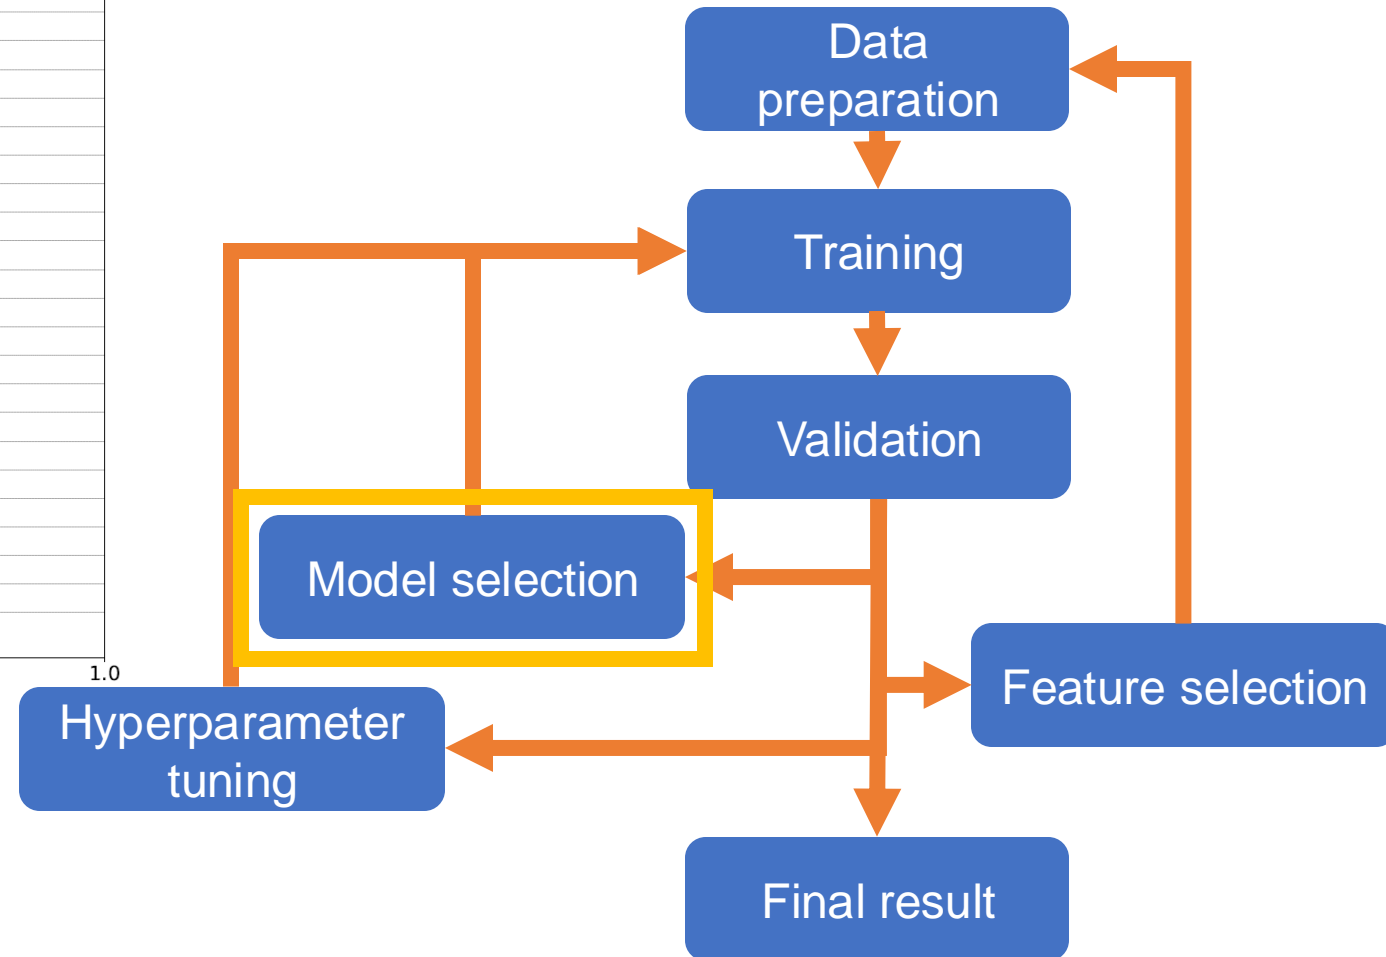 Data
preparation
Training
Validation
Model selection
1.0
Feature selection
Hyperparameter
tuning
Final result